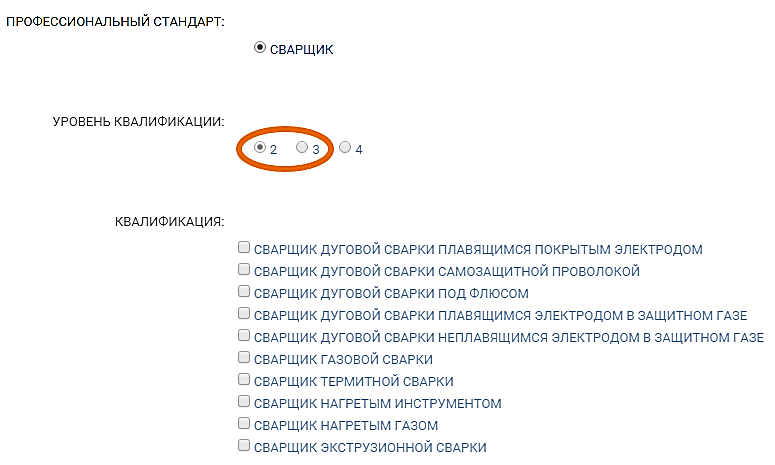 ПРОФЕССИОНАЛЬНЫЙ СТАНДАРТ:
СВАРЩИК
УРОВЕНЬ КВАЛИФИКАЦИИ:
2 3 4
КВАЛИФИКАЦИЯ:
СВАРЩИК ДУГОВОЙ СВАРКИ ПЛАВЯЩИМСЯ ПОКРЫТЫМ ЭЛЕКТРОДОМ
СВАРЩИК ДУГОВОЙ СВАРКИ САМОЗАЩИТНОЙ ПРОВОЛОКОЙ
СВАРЩИК ДУГОВОЙ СВАРКИ ПОД ФЛЮСОМ
СВАРЩИК ДУГОВОЙ СВАРКИ ПЛАВЯЩИМСЯ ЭЛЕКТРОДОМ В ЗАЩИТНОМ ГАЗЕ
СВАРЩИК ДУГОВОЙ СВАРКИ НЕПЛАВЯЩИМСЯ ЭЛЕКТРОДОМ В ЗАЩИТНОМ ГАЗЕ
СВАРЩИК ГАЗОВОЙ СВАРКИ
СВАРЩИК ТЕРМИТНОЙ СВАРКИ
СВАРЩИК НАГРЕТЫМ ИНСТРУМЕНТОМ
СВАРЩИК НАГРЕТЫМ ГАЗОМ
СВАРЩИК ЭКСТРУЗИОННОЙ СВАРКИ